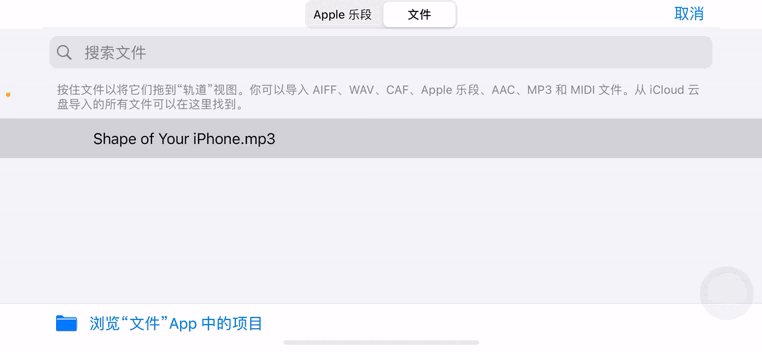 Apple 乐段 文件 取消
搜索文件
按住文件以将它们拖到“轨道”视图。你可以导入 AIFF、WAV、CAF、Apple 乐段、AAC、MP3 和 MIDI 文件。从 iCloud 云
盘导入的所有文件可以在这里找到。
Shape of Your iPhone.mp3
浏览“文件”App 中的项目